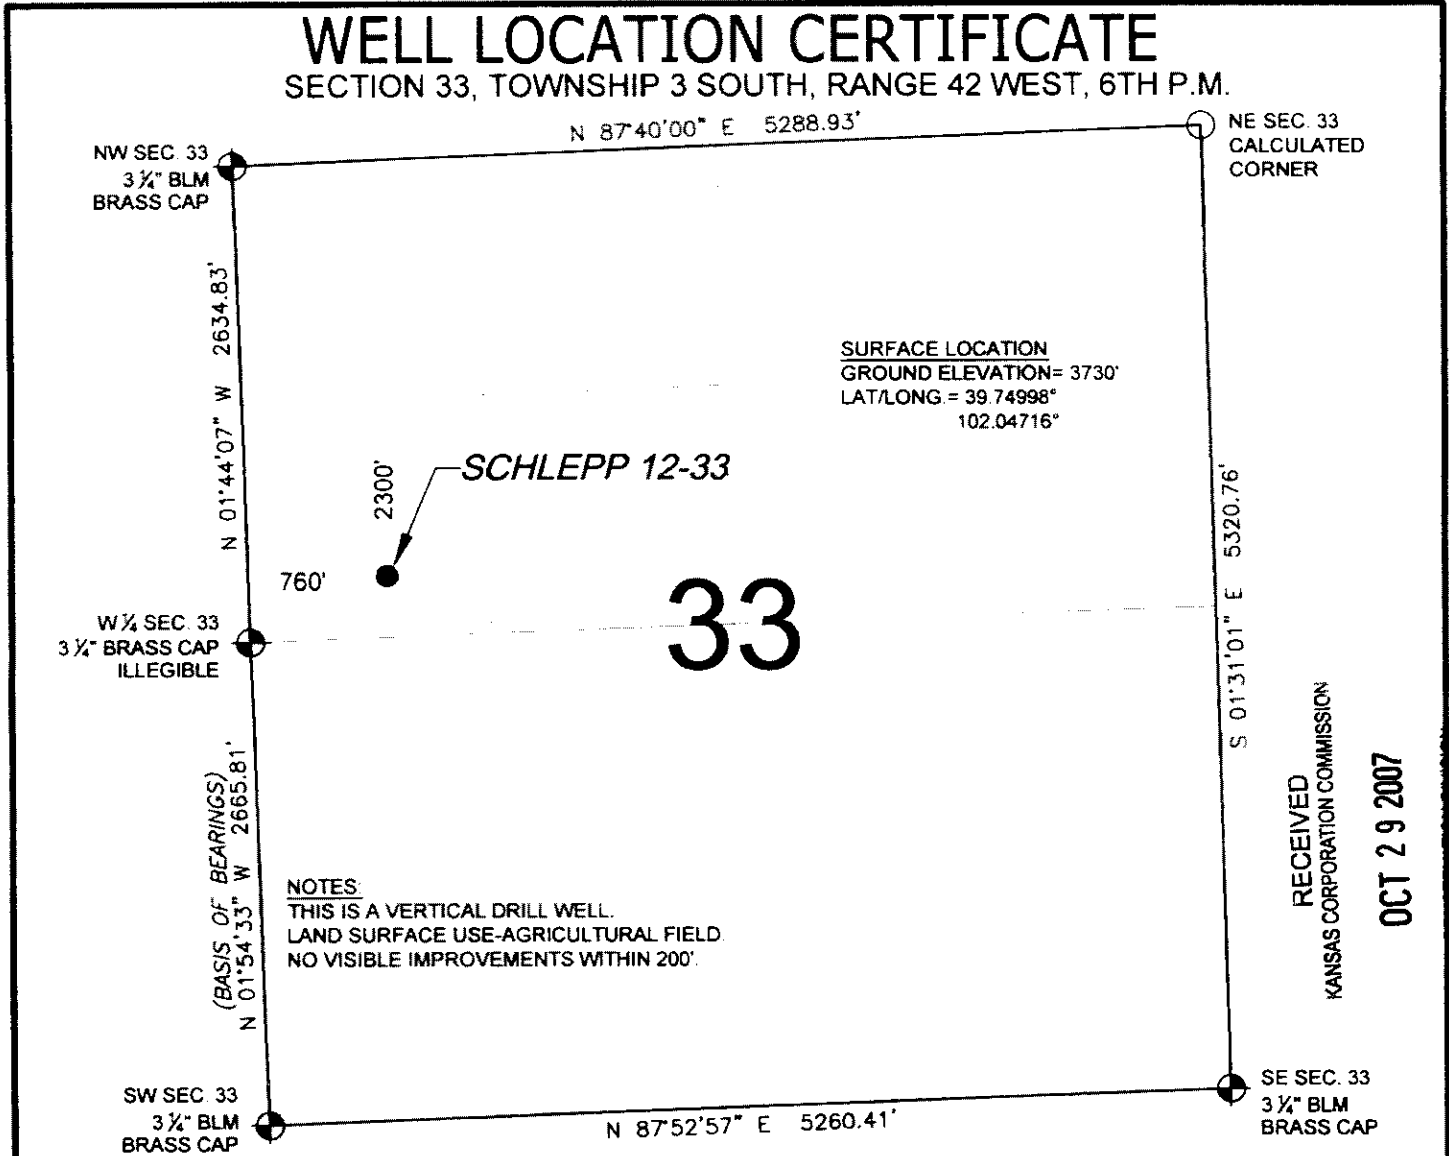 WELL LOCATION CERTIFICATE
SECTION 33, TOWNSHIP 3 SOUTH, RANGE 42 WEST, 6TH P.M.
N 87°40'00" E 5288.93'
NW SEC. 33
3 ¼" BLM
BRASS CAP
NE SEC. 33
CALCULATED
CORNER
N 01°44'07" W 2634.83'
SURFACE LOCATION
GROUND ELEVATION= 3730'
LAT/LONG.= 39.74998°
102.04716°
2300'
SCHLEPP 12-33
760'
33
S 01°31'01" E 5320.76'
W ¼ SEC. 33
3 ¼" BRASS CAP
ILLEGIBLE
(BASIS OF BEARINGS)
N 01°54'33" W 2665.81'
NOTES:
THIS IS A VERTICAL DRILL WELL.
LAND SURFACE USE-AGRICULTURAL FIELD.
NO VISIBLE IMPROVEMENTS WITHIN 200'.
RECEIVED
KANSAS CORPORATION COMMISSION
OCT 29 2007
SW SEC. 33
3 ¼" BLM
BRASS CAP
N 87°52'57" E 5260.41'
SE SEC. 33
3 ¼" BLM
BRASS CAP